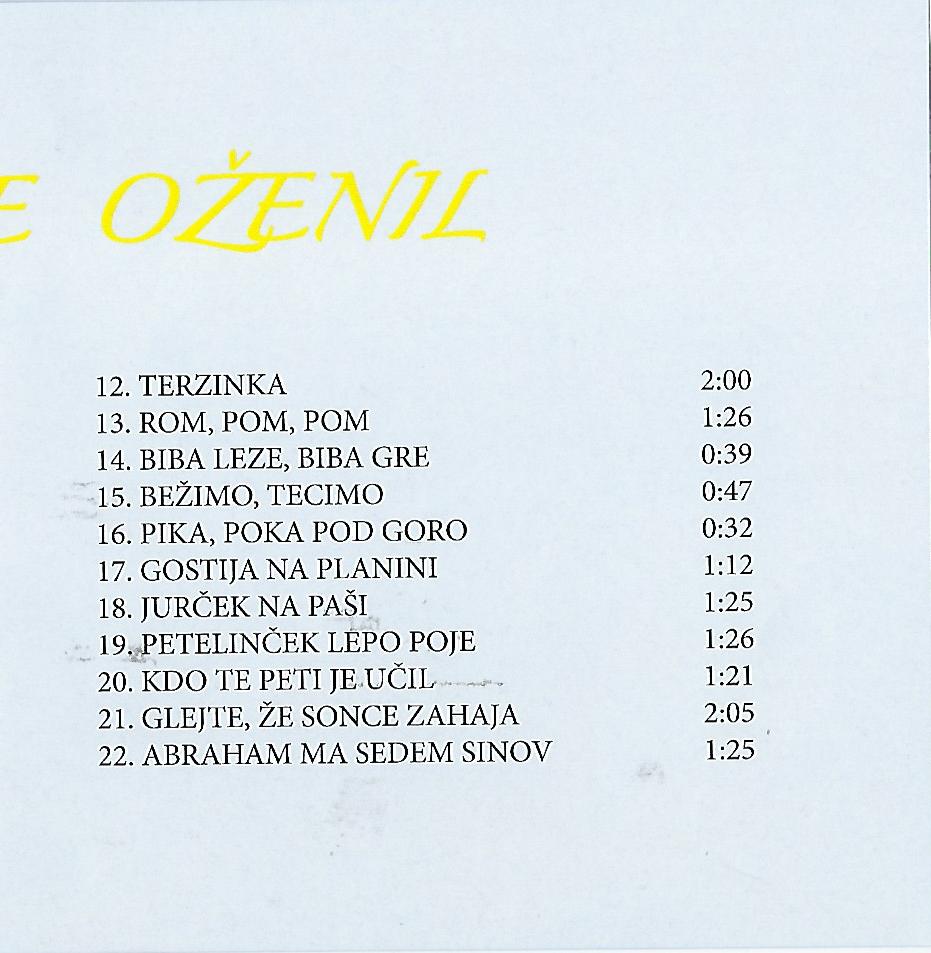 E OŽENIL
12. TERZINKA 2:00
13. ROM, POM, POM 1:26
14. BIBA LEZE, BIBA GRE 0:39
15. BEŽIMO, TECIMO 0:47
16. PIKA, POKA POD GORO 0:32
17. GOSTIJA NA PLANINI 1:12
18. JURČEK NA PAŠI 1:25
19. PETELINČEK LEPO POJE 1:26
20. KDO TE PETI JE UČIL 1:21
21. GLEJTE, ŽE SONCE ZAHAJA 2:05
22. ABRAHAM MA SEDEM SINOV 1:25